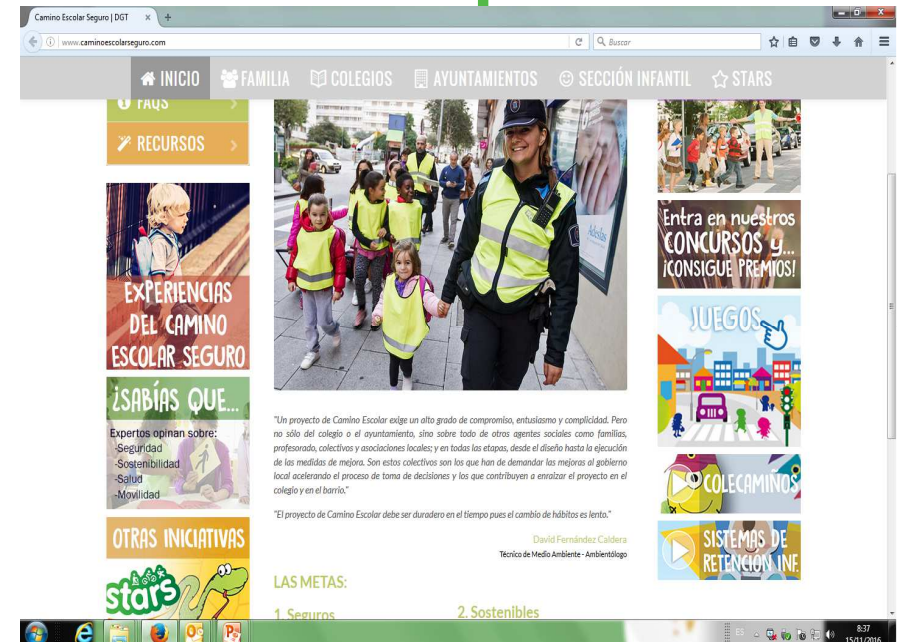 Camino Escolar Seguro | DGT
www.caminoescolarseguro.com
Buscar
INICIO
FAMILIA
COLEGIOS
AYUNTAMIENTOS
SECCIÓN INFANTIL
STARS
FAQS
RECURSOS
EXPERIENCIAS
DEL CAMINO
ESCOLAR SEGURO
¿SABÍAS QUE...
Expertos opinan sobre:
-Seguridad
-Sostenibilidad
-Salud
-Movilidad
OTRAS INICIATIVAS
stars
Adeslas
"Un proyecto de Camino Escolar exige un alto grado de compromiso, entusiasmo y complicidad. Pero
no sólo del colegio o el ayuntamiento, sino sobre todo de otros agentes sociales como familias,
profesorado, colectivos y asociaciones locales; y en todas las etapas, desde el diseño hasta la ejecución
de las medidas de mejora. Son estos colectivos son los que han de demandar las mejoras al gobierno
local acelerando el proceso de toma de decisiones y los que contribuyen a enraizar el proyecto en el
colegio y en el barrio."
"El proyecto de Camino Escolar debe ser duradero en el tiempo pues el cambio de hábitos es lento."
David Fernández Caldera
Técnico de Medio Ambiente - Ambientólogo
LAS METAS:
1. Seguros
2. Sostenibles
Entra en nuestros
CONCURSOS y...
¡CONSIGUE PREMIOS!
JUEGOS
COLECAMINOS
SISTEMAS DE
RETENCIÓN INF.
ES
8:37
15/11/2016